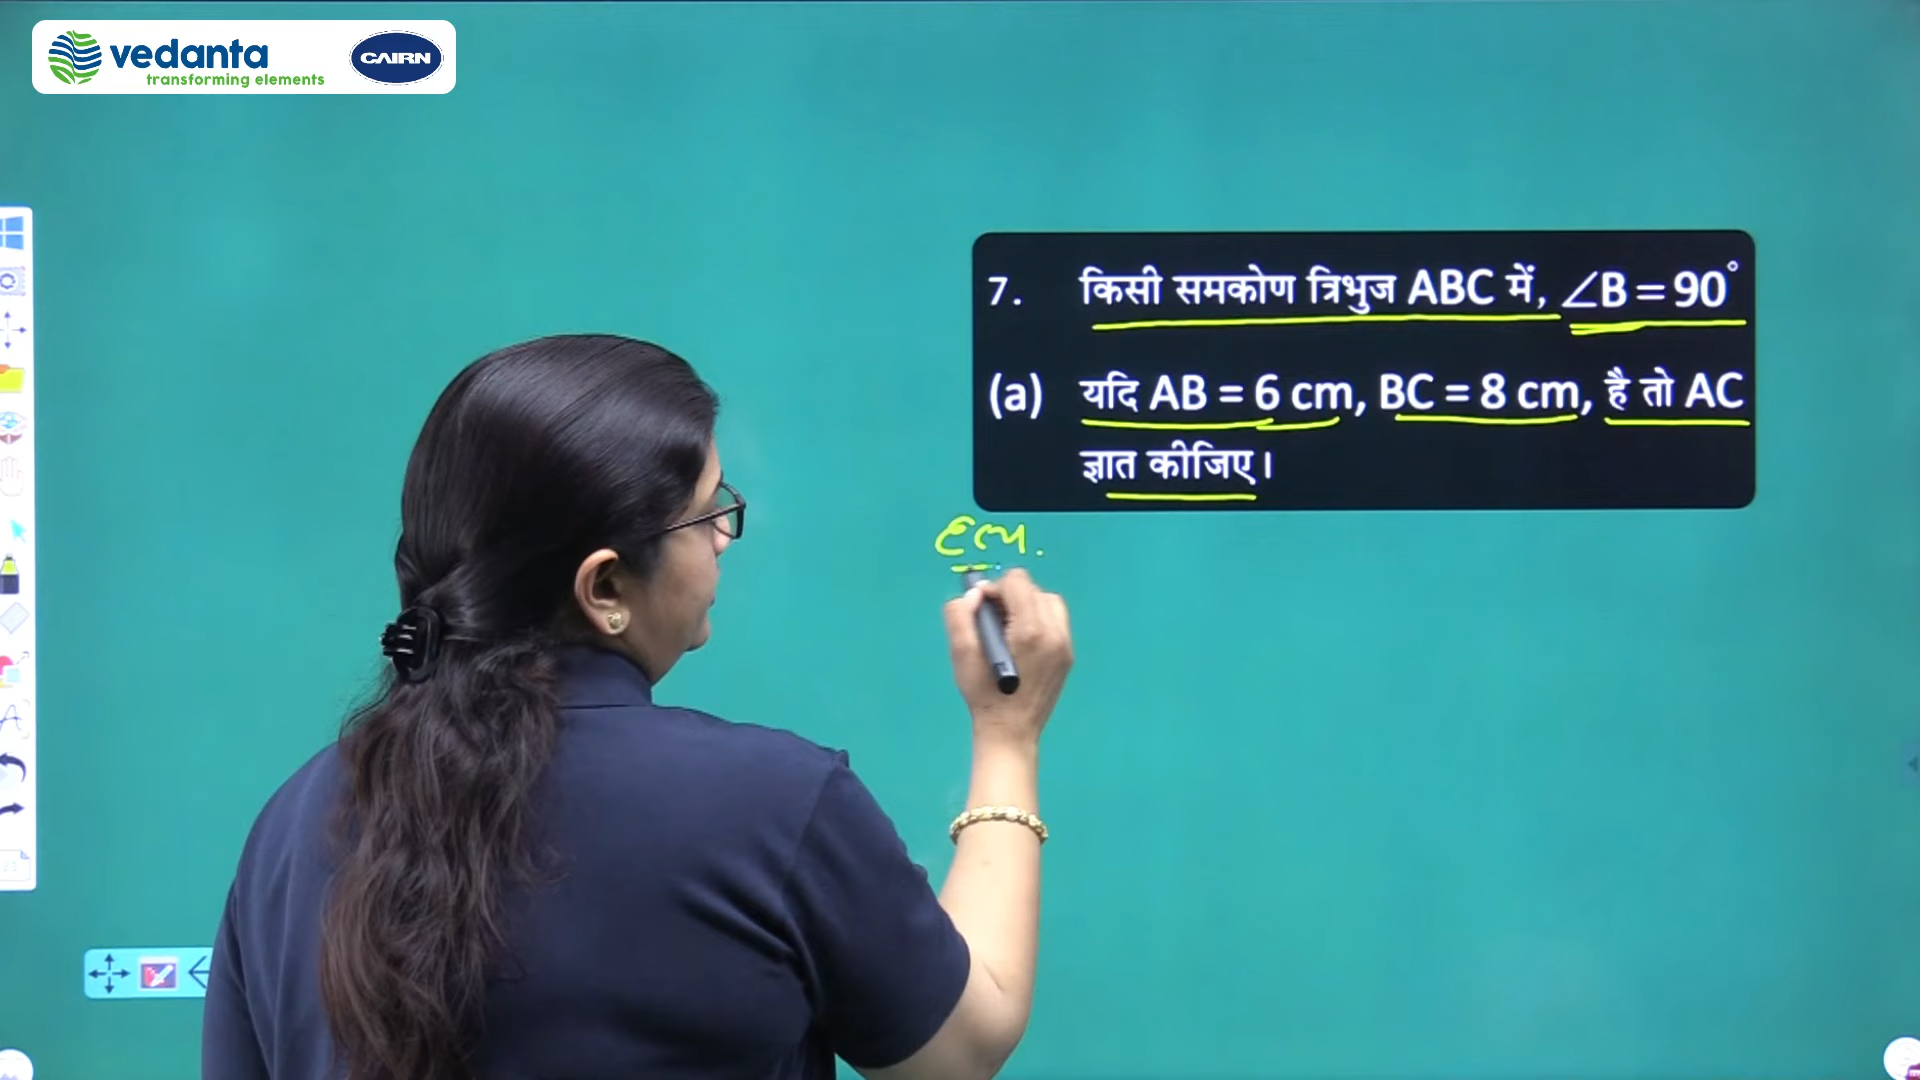 vedanta
transforming elements
CAIRN
7. किसी समकोण त्रिभुज ABC में, ∠B = 90°
(a) यदि AB = 6 cm, BC = 8 cm, है तो AC
ज्ञात कीजिए।
हल.